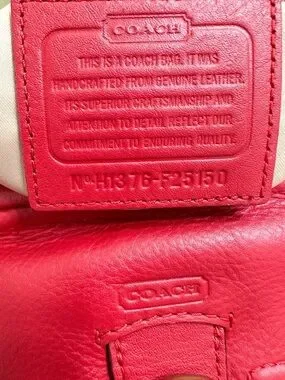 COACH
THIS IS A COACH BAG. IT WAS
HANDCRAFTED FROM GENUINE LEATHER.
ITS SUPERIOR CRAFTSMANSHIP AND
ATTENTION TO DETAIL REFLECT OUR
COMMITMENT TO ENDURING QUALITY.
Nº H1376-F25150
COACH